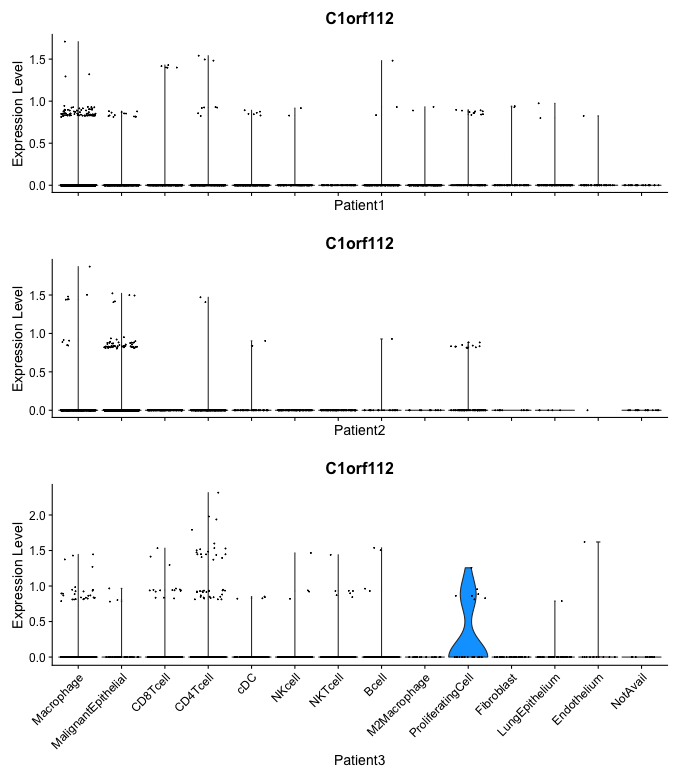 C1orf112
Expression Level
1.5
1.0
0.5
0.0
Patient1
C1orf112
Expression Level
1.5
1.0
0.5
0.0
Patient2
C1orf112
Expression Level
2.0
1.5
1.0
0.5
0.0
Macrophage
MalignantEpithelial
CD8Tcell
CD4Tcell
cDC
NKcell
NKTcell
Bcell
M2Macrophage
ProliferatingCell
Fibroblast
LungEpithelium
Endothelium
NotAvail
Patient3